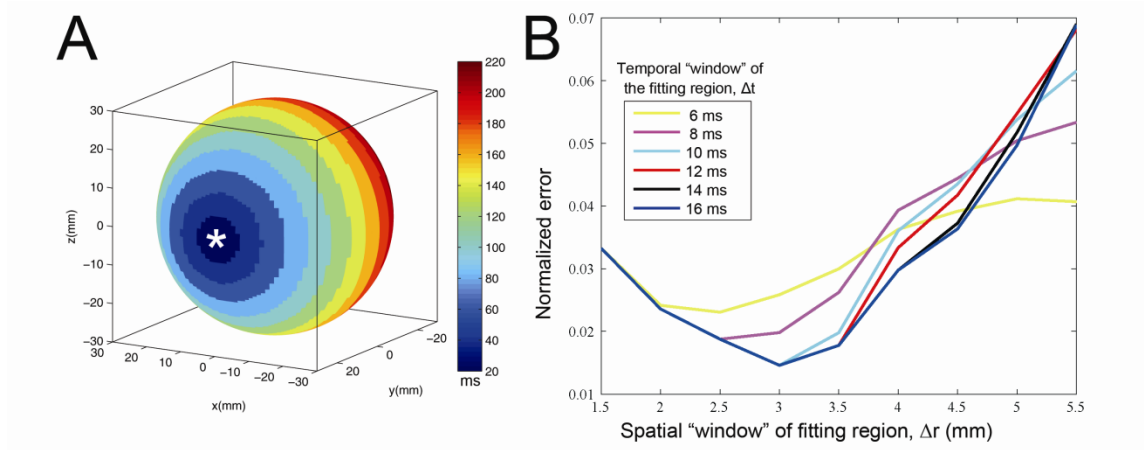 A
30
20
10
0
−10
−20
−30
z(mm)
30
20
10
0
−10
−20
−30
x(mm)
20
0
−20
y(mm)
220
200
180
160
140
120
100
80
60
40
20
ms
*
B
0.07
0.06
0.05
0.04
0.03
0.02
0.01
Normalized error
Temporal “window” of
the fitting region, Δt
6 ms
8 ms
10 ms
12 ms
14 ms
16 ms
1.5 2 2.5 3 3.5 4 4.5 5 5.5
Spatial “window” of fitting region, Δr (mm)